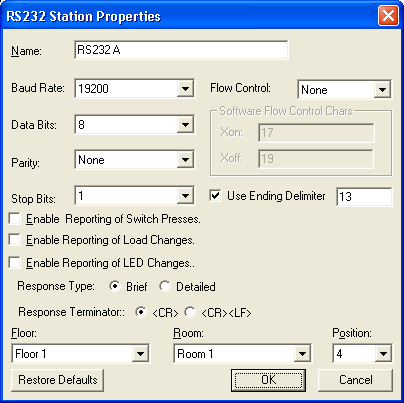 RS232 Station Properties
Name: RS232 A
Baud Rate: 19200 Flow Control: None
Software Flow Control Chars
Data Bits: 8 Xon: 17
Parity: None Xoff: 19
Stop Bits: 1 Use Ending Delimiter 13
Enable Reporting of Switch Presses.
Enable Reporting of Load Changes.
Enable Reporting of LED Changes..
Response Type: Brief Detailed
Response Terminator:: <CR> <CR><LF>
Floor: Room: Position:
Floor 1 Room 1 4
Restore Defaults OK Cancel